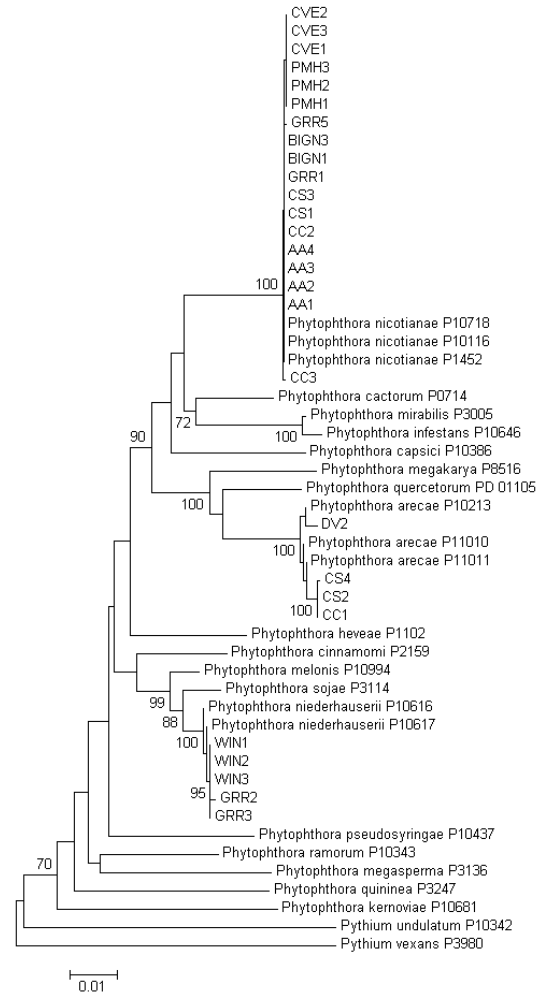 CVE2
CVE3
CVE1
PMH3
PMH2
PMH1
GRR5
BIGN3
BIGN1
GRR1
CS3
CS1
CC2
AA4
AA3
AA2
100
AA1
Phytophthora nicotianae P10718
Phytophthora nicotianae P10116
Phytophthora nicotianae P1452
CC3
Phytophthora cactorum P0714
Phytophthora mirabilis P3005
72
100
Phytophthora infestans P10646
90
Phytophthora capsici P10386
Phytophthora megakarya P8516
Phytophthora quercetorum PD 01105
100
Phytophthora arecae P10213
DV2
Phytophthora arecae P11010
100
Phytophthora arecae P11011
CS4
CS2
100
CC1
Phytophthora heveae P1102
Phytophthora cinnamomi P2159
Phytophthora melonis P10994
Phytophthora sojae P3114
99
Phytophthora niederhauserii P10616
88
Phytophthora niederhauserii P10617
100
WIN1
WIN2
WIN3
95
GRR2
GRR3
Phytophthora pseudosyringae P10437
Phytophthora ramorum P10343
70
Phytophthora megasperma P3136
Phytophthora quininea P3247
Phytophthora kernoviae P10681
Pythium undulatum P10342
Pythium vexans P3980
0.01